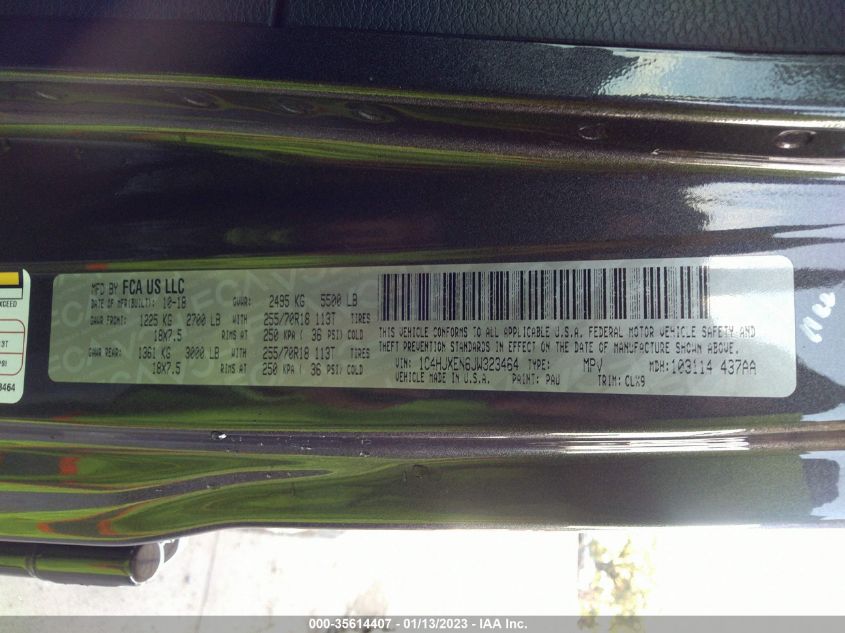 MFD BY FCA US LLC
DATE OF MFR(BUILT): 10-18 GVWR: 2495 KG 5500 LB
GAWR FRONT: 1225 KG 2700 LB WITH 255/70R18 113T TIRES
18X7.5 RIMS AT 250 KPA ( 36 PSI) COLD
GAWR REAR: 1361 KG 3000 LB WITH 255/70R18 113T TIRES
18X7.5 RIMS AT 250 KPA ( 36 PSI) COLD
THIS VEHICLE CONFORMS TO ALL APPLICABLE U.S.A. FEDERAL MOTOR VEHICLE SAFETY AND
THEFT PREVENTION STANDARDS IN EFFECT ON THE DATE OF MANUFACTURE SHOWN ABOVE.
VIN: 1C4HJXEN6JW323464 TYPE: MPV MDH: 103114 437AA
VEHICLE MADE IN U.S.A. PAINT: PAU TRIM: CLX9
EXCEED
3T
PSI
3464
000-35614407 - 01/13/2023 - IAA Inc.